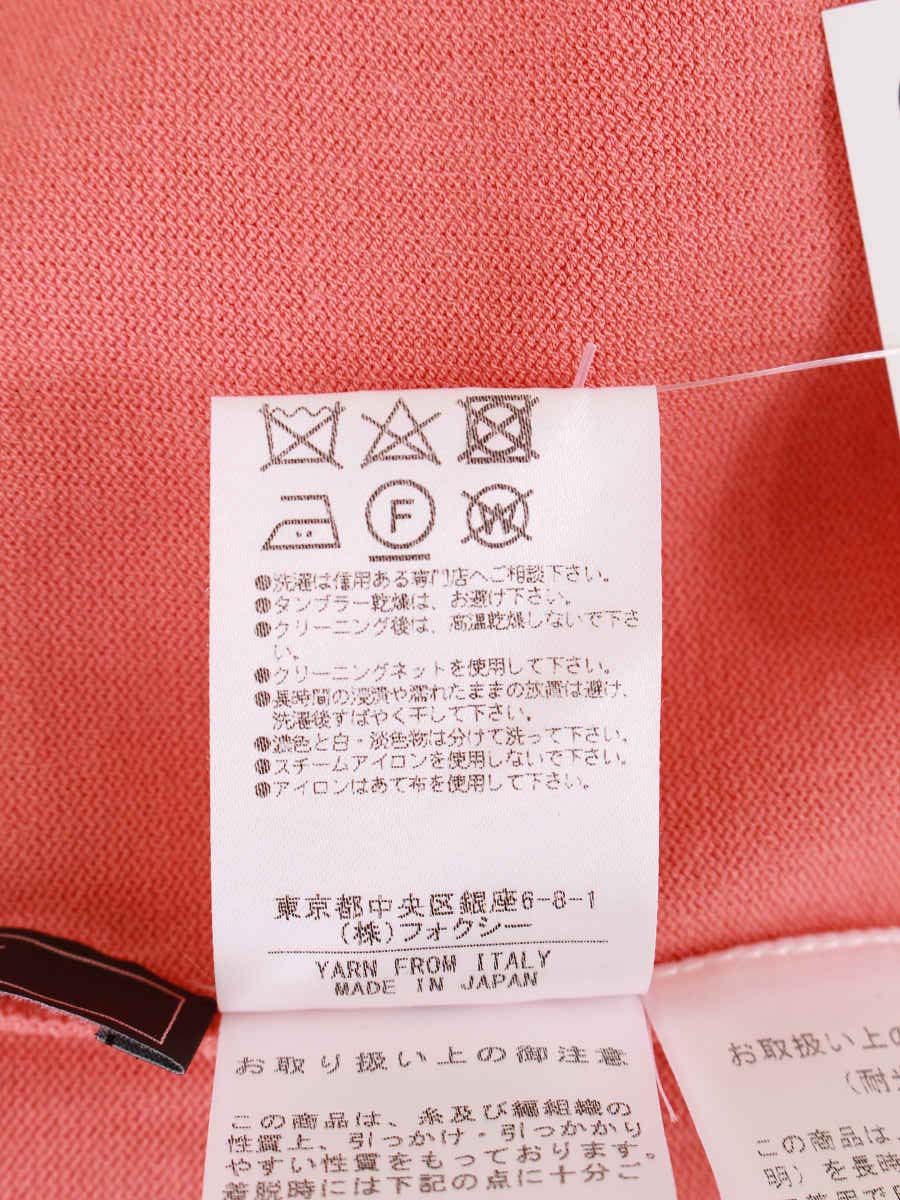 F
W
●洗濯は信用ある専門店へご相談下さい。
●タンブラー乾燥は、お避け下さい。
●クリーニング後は、高温乾燥しないで下さ
い。
●クリーニングネットを使用して下さい。
●長時間の浸漬や濡れたままの放置は避け、
洗濯後すばやく干して下さい。
●濃色と白・淡色物は分けて洗って下さい。
●スチームアイロンを使用しないで下さい。
●アイロンはあて布を使用して下さい。
東京都中央区銀座6-8-1
(株)フォクシー
YARN FROM ITALY
MADE IN JAPAN
お取り扱い上の御注意
この商品は、糸及び編組織の
性質上、引っかけ・引っかかり
やすい性質をもっております。
着脱時には下記の点に十分ご
お取扱い上の
(耐
この商品は、
明）を長時